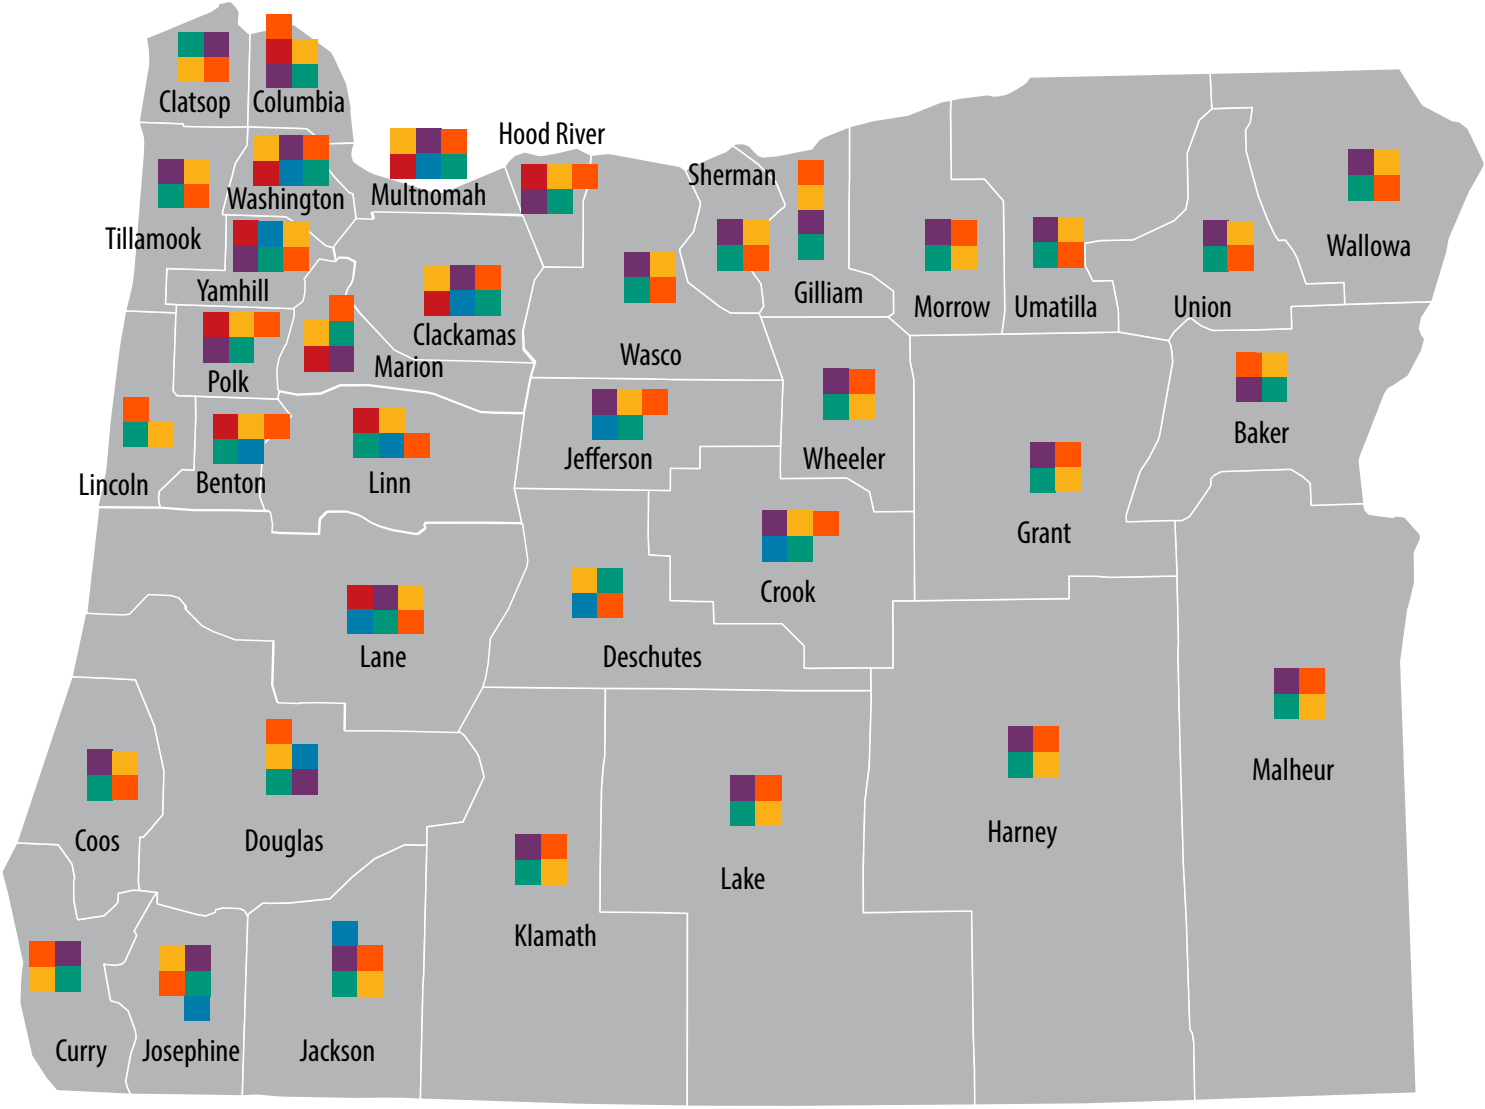 Clatsop
Columbia
Hood River
Sherman
Washington
Multnomah
Tillamook
Wallowa
Yamhill
Gilliam
Morrow
Umatilla
Union
Clackamas
Wasco
Marion
Polk
Baker
Lincoln
Benton
Linn
Jefferson
Wheeler
Grant
Crook
Lane
Deschutes
Malheur
Coos
Douglas
Harney
Lake
Klamath
Curry
Josephine
Jackson